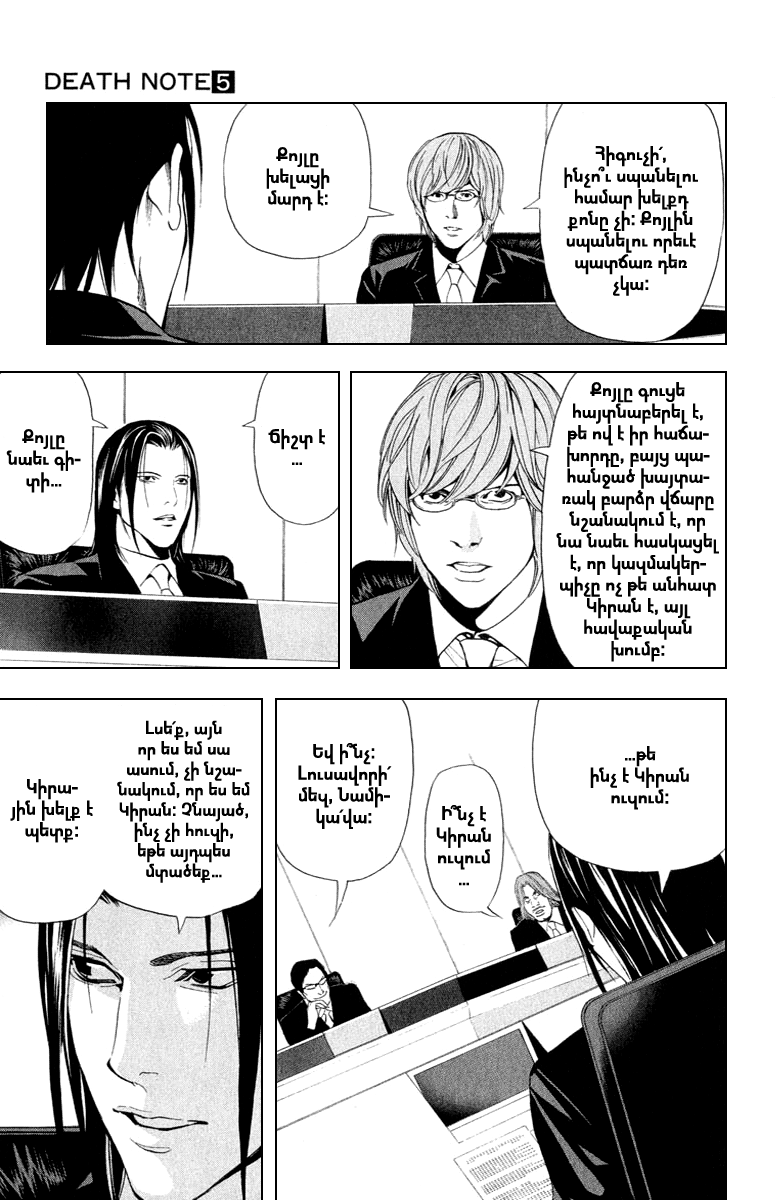 DEATH NOTE 5
Հիգուչի՛,
ինչո՞ւ սպանելու
համար խելքդ
քոնը չի: Քոյլին
սպանելու որեւէ
պատճառ դեռ
չկա:
Քոյլը
խելացի
մարդ է:
Քոյլը գուցե
հայտնաբերել է,
թե ով է իր հաճա-
խորդը, բայց պա-
հանջած խայտա-
ռակ բարձր վճարը
նշանակում է, որ
նա նաեւ հասկացել
է, որ կազմակեր-
պիչը ոչ թե անհատ
Կիրան է, այլ
հավաքական
խումբ:
Ճիշտ է
...
Քոյլը
նաեւ գի-
տի...
...թե
ինչ է Կիրան
ուզում:
Ի՞նչ է
Կիրան
ուզում
...
Եվ ի՞նչ:
Լուսավորի՛
մեզ, Նամի-
կա՛վա:
Լսե՛ք, այն
որ ես եմ սա
ասում, չի նշա-
նակում, որ ես եմ
Կիրան: Չնայած,
ինչ չի հուզի,
եթե այդպես
մտածեք...
Կիրա-
յին խելք է
պետք: